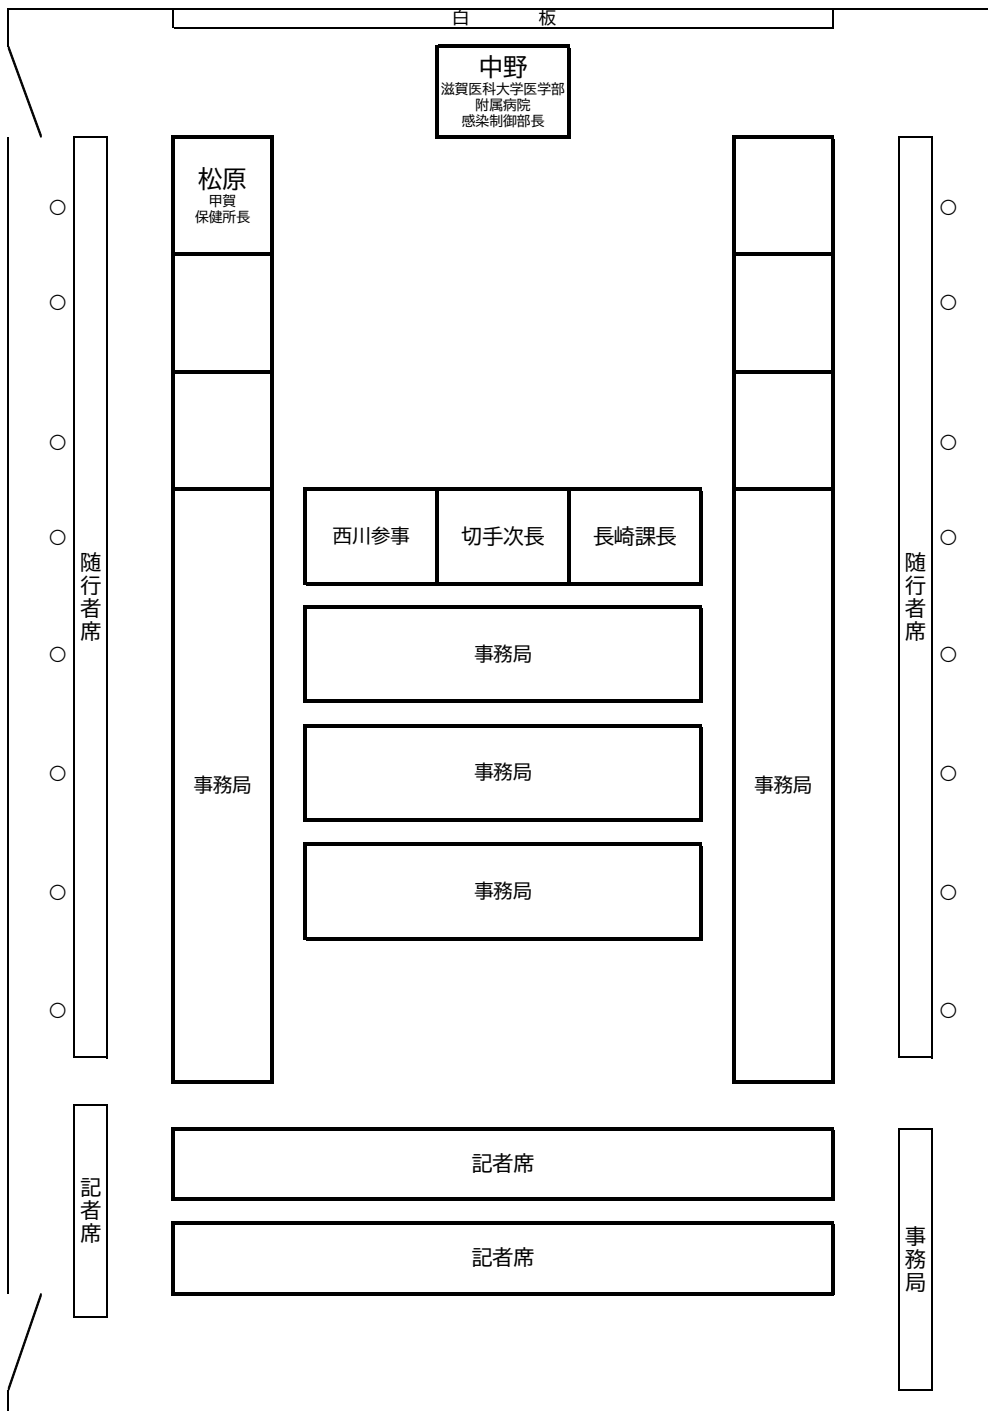 白　板
中野
滋賀医科大学医学部
附属病院
感染制御部長
松原
甲賀
保健所長
西川参事
切手次長
長崎課長
随行者席
随行者席
事務局
事務局
事務局
事務局
事務局
記者席
記者席
記者席
事務局